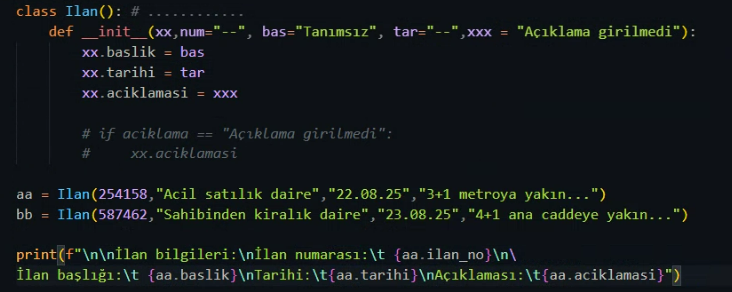 class Ilan(): # ............
def __init__(xx,num="--", bas="Tanımsız", tar="--",xxx = "Açıklama girilmedi"):
xx.baslik = bas
xx.tarihi = tar
xx.aciklamasi = xxx
# if aciklama == "Açıklama girilmedi":
#     xx.aciklamasi
aa = Ilan(254158,"Acil satılık daire","22.08.25","3+1 metroya yakın...")
bb = Ilan(587462,"Sahibinden kiralık daire","23.08.25","4+1 ana caddeye yakın...")
print(f"\n\nİlan bilgileri:\nİlan numarası:\t {aa.ilan_no}\n\
İlan başlığı:\t {aa.baslik}\nTarihi:\t{aa.tarihi}\nAçıklaması:\t{aa.aciklamasi}")